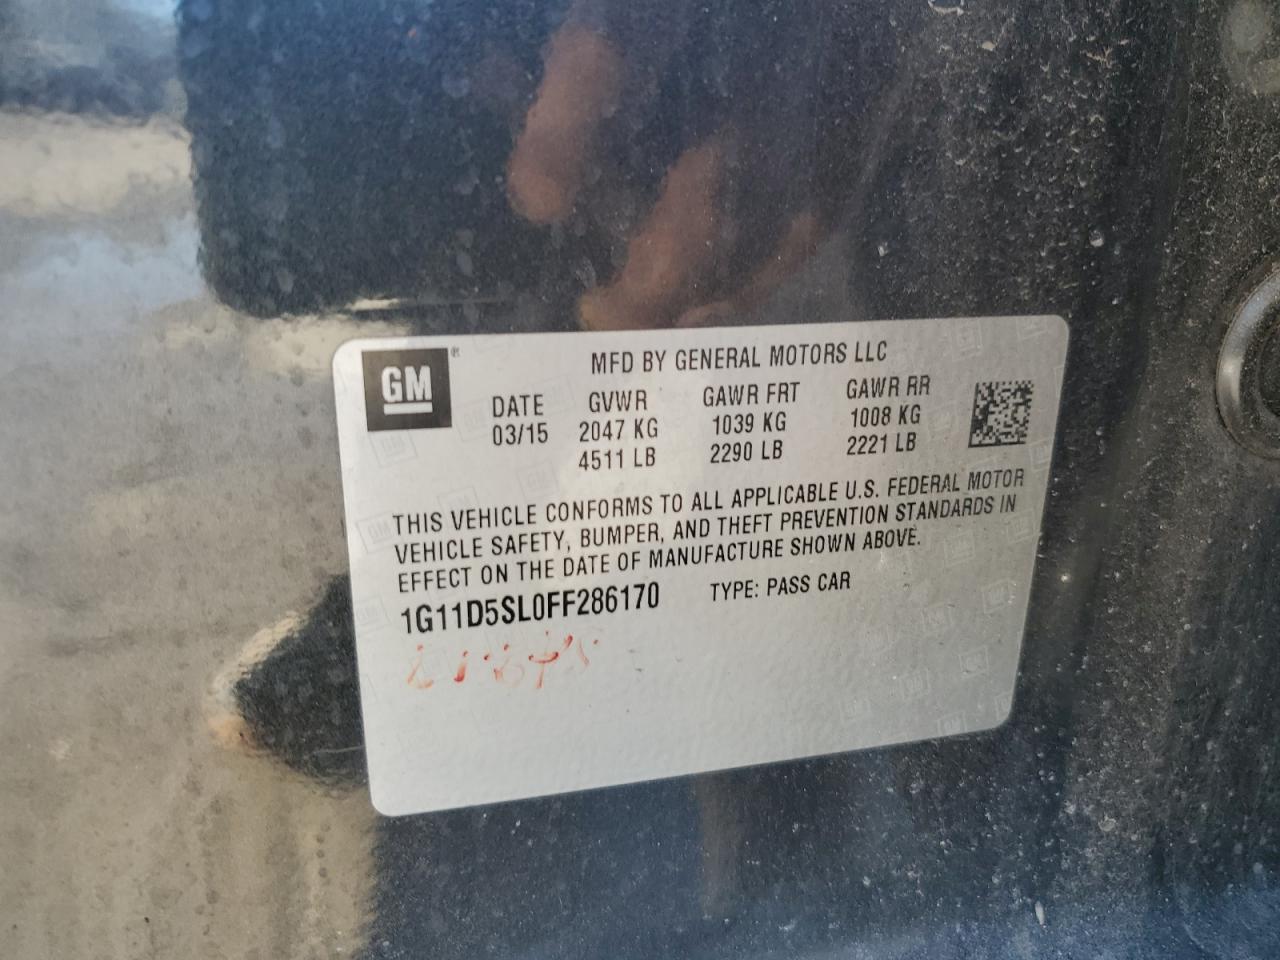 GM®
MFD BY GENERAL MOTORS LLC
DATE GVWR GAWR FRT GAWR RR
03/15 2047 KG 1039 KG 1008 KG
4511 LB 2290 LB 2221 LB
THIS VEHICLE CONFORMS TO ALL APPLICABLE U.S. FEDERAL MOTOR
VEHICLE SAFETY, BUMPER, AND THEFT PREVENTION STANDARDS IN
EFFECT ON THE DATE OF MANUFACTURE SHOWN ABOVE.
1G11D5SL0FF286170 TYPE: PASS CAR